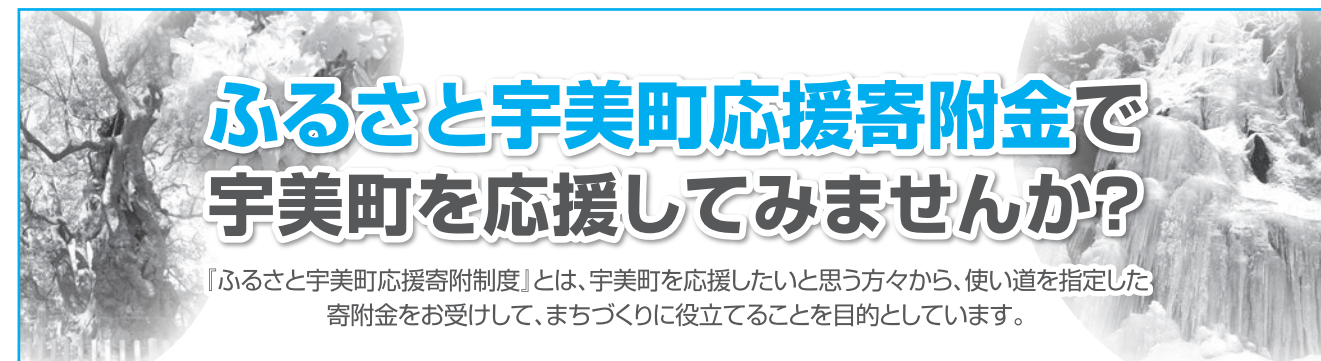 ふるさと宇美町応援寄附金で
宇美町を応援してみませんか?
『ふるさと宇美町応援寄附制度』とは、宇美町を応援したいと思う方々から、使い道を指定した
寄附金をお受けして、まちづくりに役立てることを目的としています。